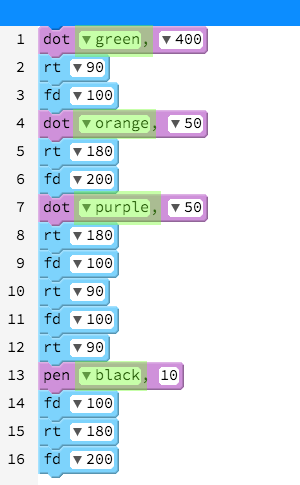 1 dot ▼ green, ▼ 400
2 rt ▼ 90
3 fd ▼ 100
4 dot ▼ orange, ▼ 50
5 rt ▼ 180
6 fd ▼ 200
7 dot ▼ purple, ▼ 50
8 rt ▼ 180
9 fd ▼ 100
10 rt ▼ 90
11 fd ▼ 100
12 rt ▼ 90
13 pen ▼ black, 10
14 fd ▼ 100
15 rt ▼ 180
16 fd ▼ 200